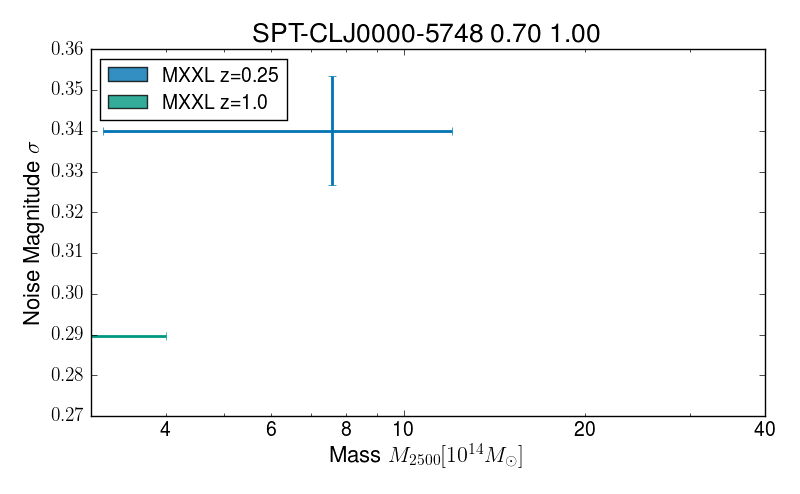 SPT-CLJ0000-5748 0.70 1.00
0.36
0.35
0.34
0.33
0.32
0.31
0.30
0.29
0.28
0.27
Noise Magnitude σ
MXXL z=0.25
MXXL z=1.0
4 6 8 10 20 40
Mass M₂₅₀₀[10¹⁴M☉]